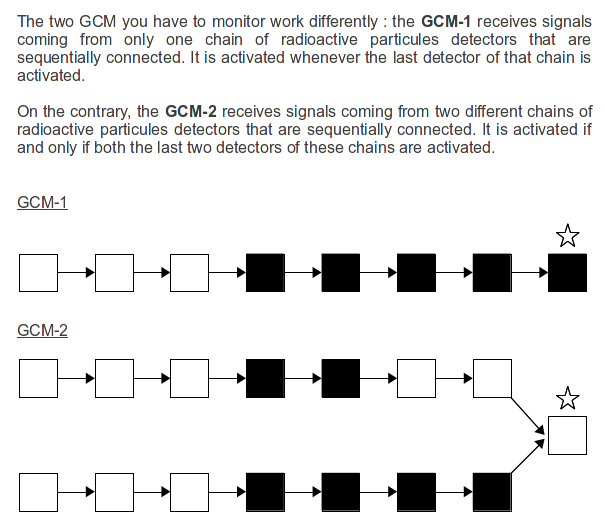 The two GCM you have to monitor work differently : the GCM-1 receives signals
coming from only one chain of radioactive particules detectors that are
sequentially connected. It is activated whenever the last detector of that chain is
activated.
On the contrary, the GCM-2 receives signals coming from two different chains of
radioactive particules detectors that are sequentially connected. It is activated if
and only if both the last two detectors of these chains are activated.
GCM-1
GCM-2